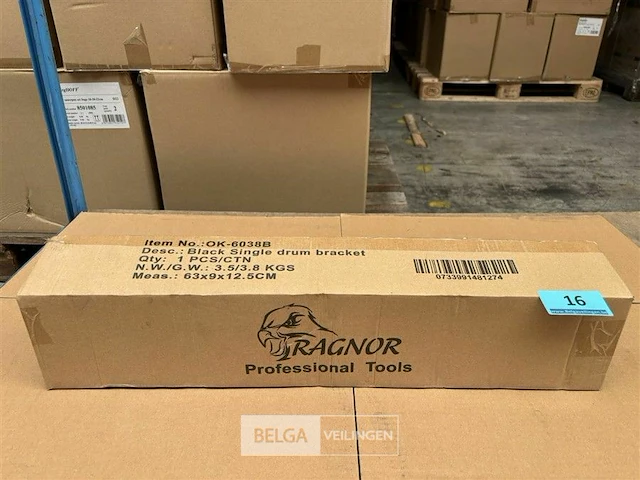 8501085
Item No.:OK-6038B
Desc.: Black Single drum bracket
Qty: 1 PCS/CTN
N.W./G.W.: 3.5/3.8 KGS
Meas.: 63x9x12.5CM
0733991481274
16
RAGNOR
Professional Tools
BELGA VEILINGEN